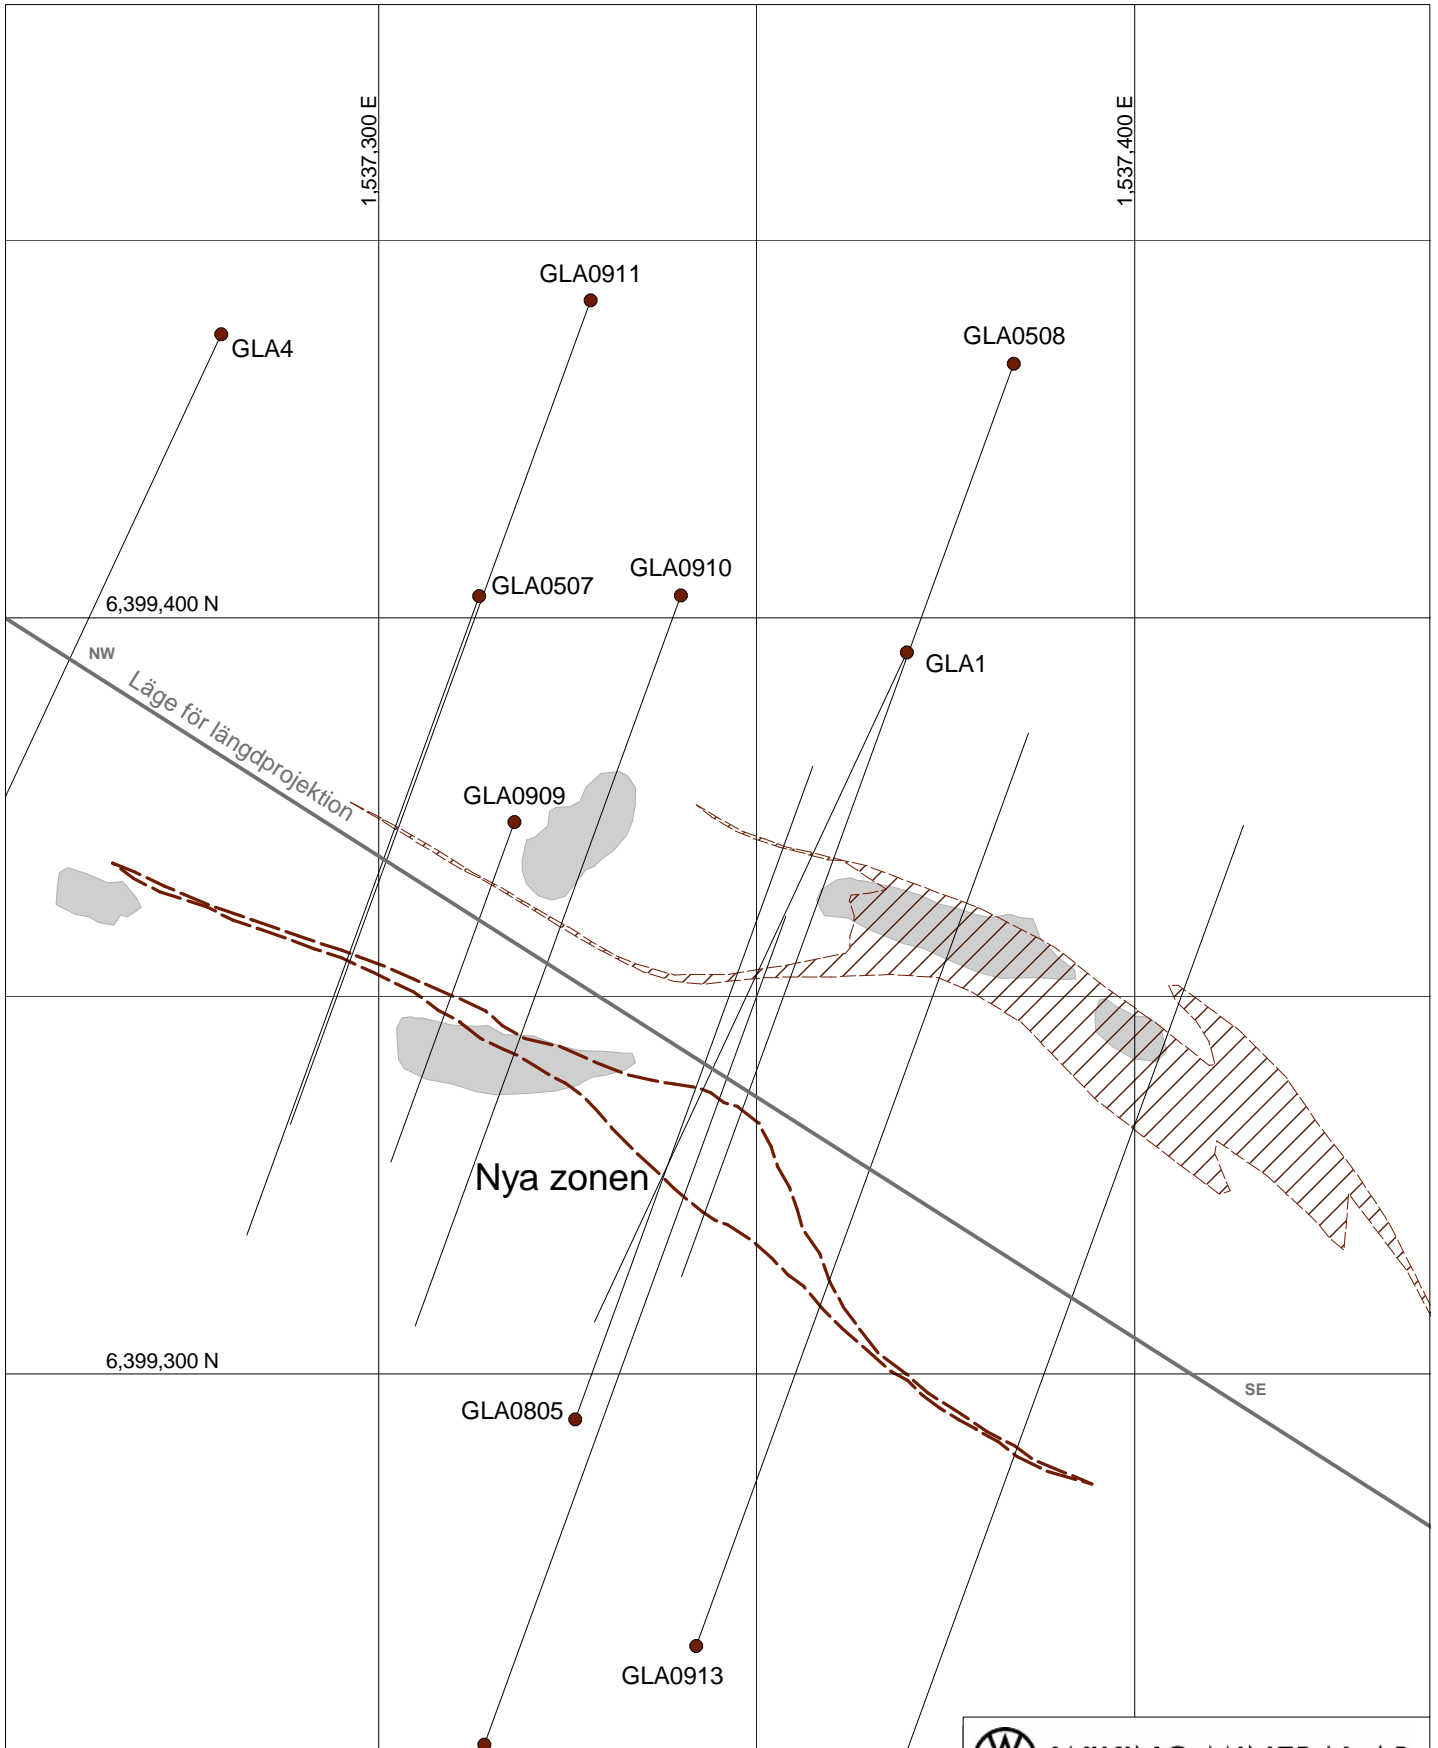 1,537,300 E
1,537,400 E
GLA0911
GLA4
GLA0508
GLA0507
GLA0910
6,399,400 N
NW
GLA1
Läge för längdprojektion
GLA0909
Nya zonen
6,399,300 N
SE
GLA0805
GLA0913